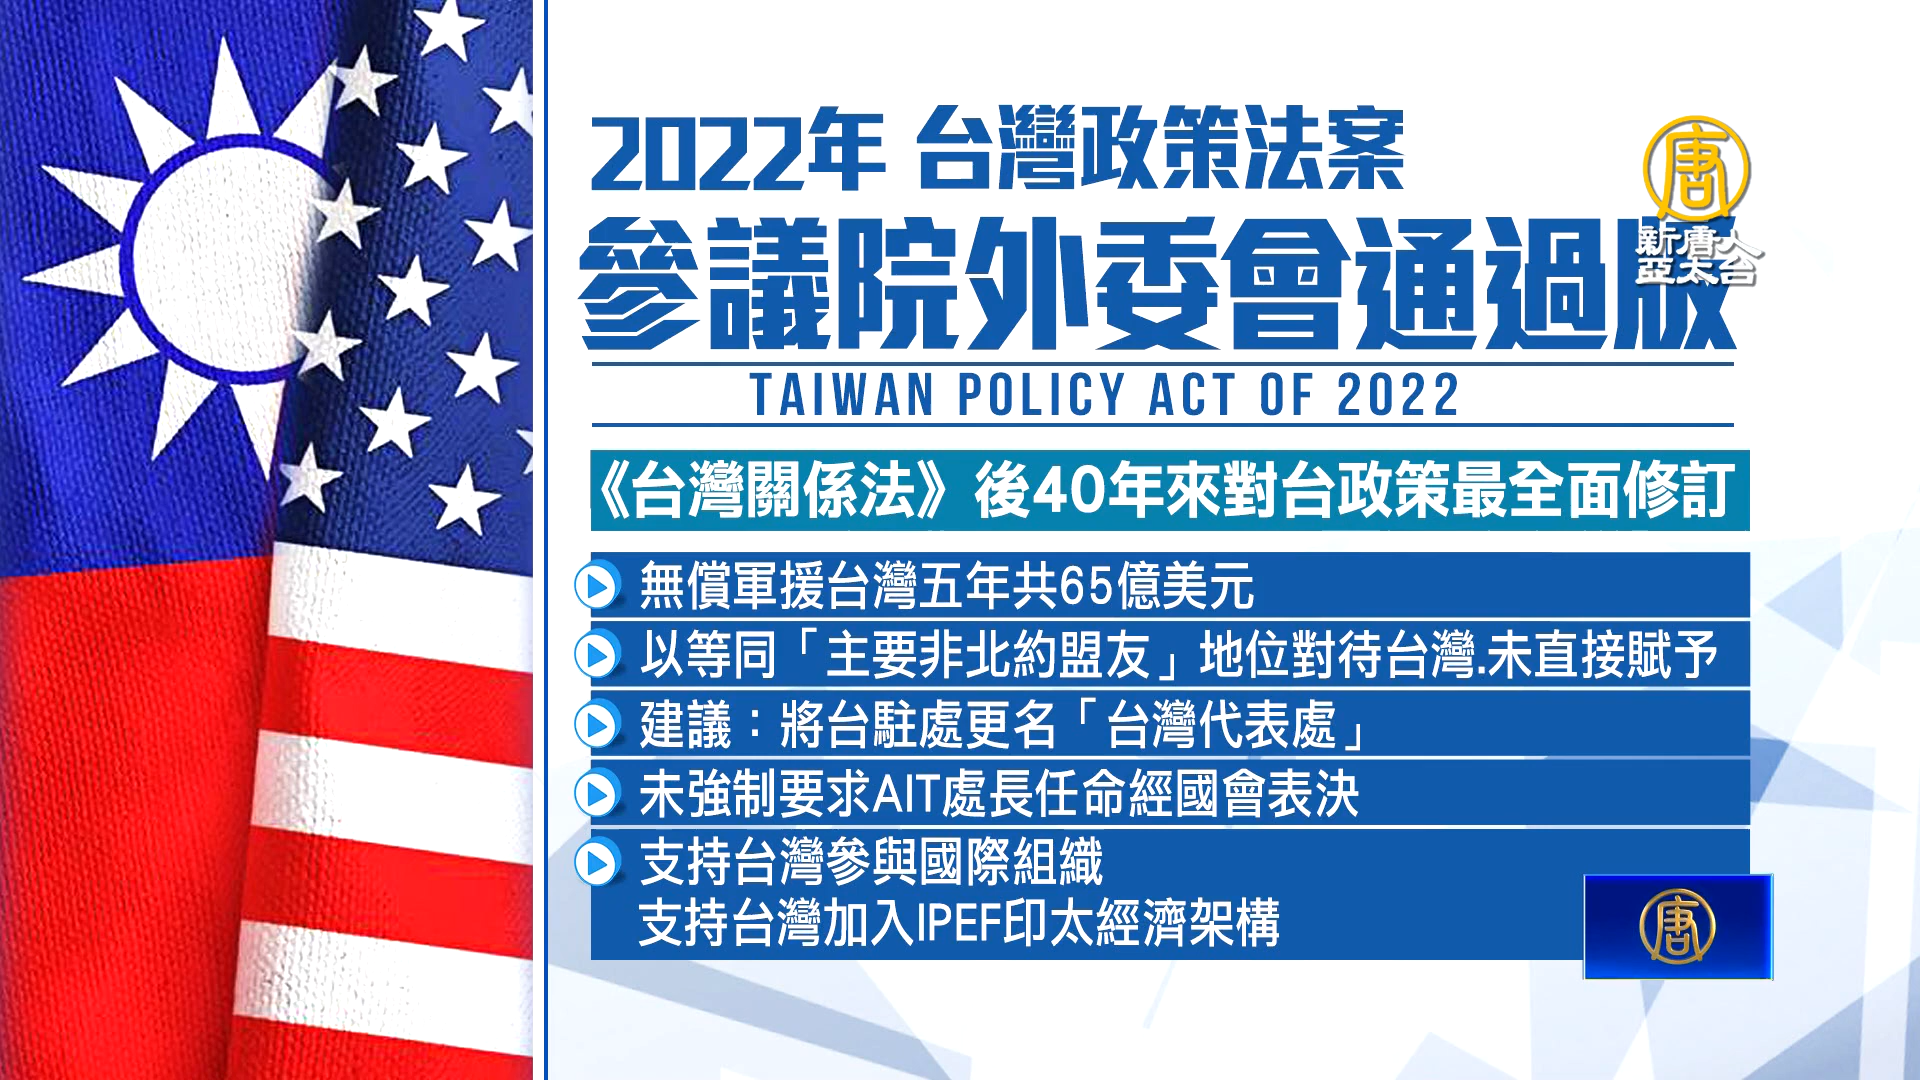 2022年 台灣政策法案
唐
新唐人
亞太台
參議院外委會通過版
TAIWAN POLICY ACT OF 2022
《台灣關係法》後40年來對台政策最全面修訂
無償軍援台灣五年共65億美元
以等同「主要非北約盟友」地位對待台灣.未直接賦予
建議：將台駐處更名「台灣代表處」
未強制要求AIT處長任命經國會表決
支持台灣參與國際組織
支持台灣加入IPEF印太經濟架構
唐